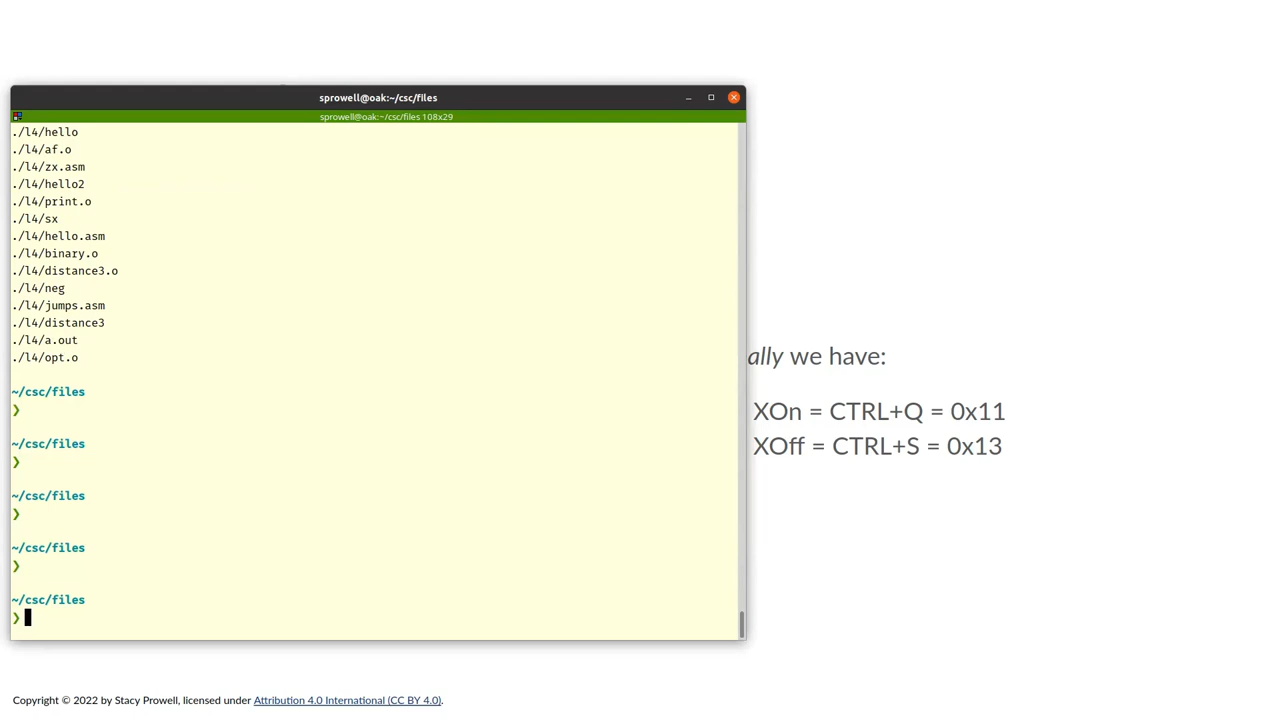 sprowell@oak:~/csc/files
sprowell@oak:~/csc/files 108x29
./l4/hello
./l4/af.o
./l4/zx.asm
./l4/hello2
./l4/print.o
./l4/sx
./l4/hello.asm
./l4/binary.o
./l4/distance3.o
./l4/neg
./l4/jumps.asm
./l4/distance3
./l4/a.out
./l4/opt.o
~/csc/files
❯
~/csc/files
❯
~/csc/files
❯
~/csc/files
❯
~/csc/files
❯
ally we have:
XOn = CTRL+Q = 0x11
XOff = CTRL+S = 0x13
Copyright © 2022 by Stacy Prowell, licensed under Attribution 4.0 International (CC BY 4.0).